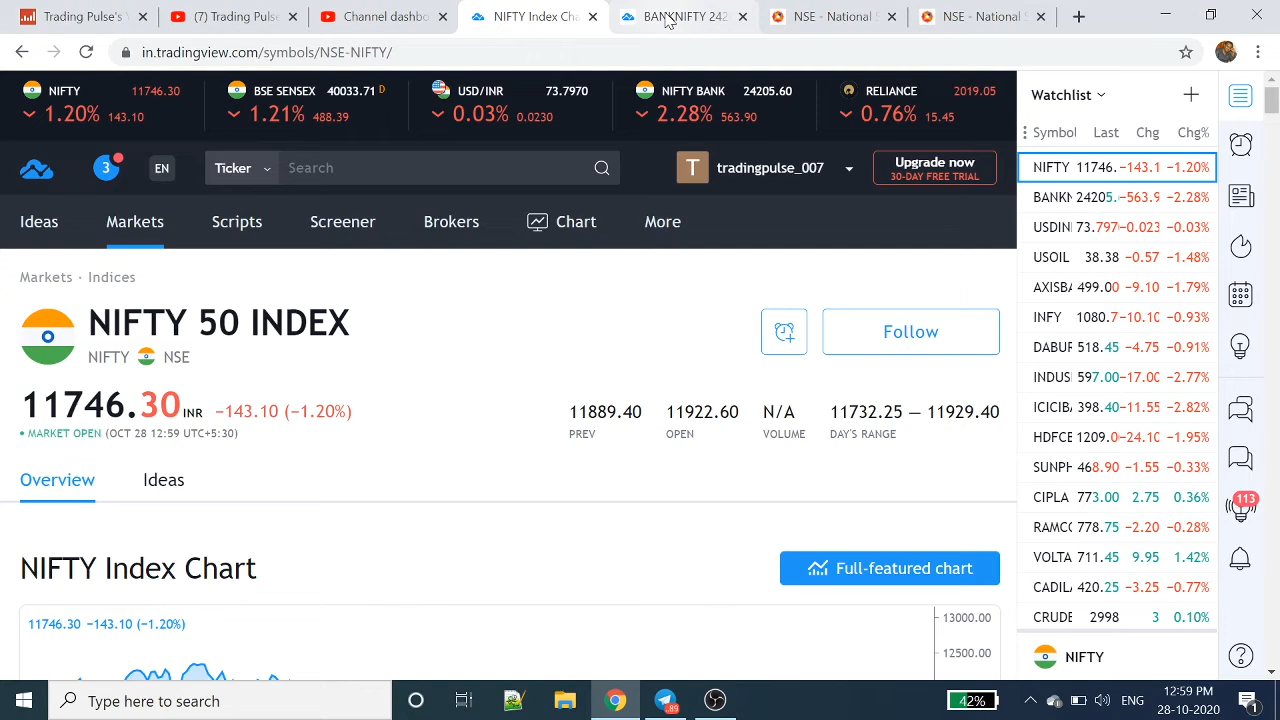 Trading Pulse's
(7) Trading Pulse
Channel dashbo
NIFTY Index Cha
BANKNIFTY 242
NSE - National
NSE - National S
in.tradingview.com/symbols/NSE-NIFTY/
NIFTY 11746.30
1.20% 143.10
BSE SENSEX 40033.71 D
1.21% 488.39
USD/INR 73.7970
0.03% 0.0230
NIFTY BANK 24205.60
2.28% 563.90
RELIANCE 2019.05
0.76% 15.45
3
EN
Ticker
Search
T
tradingpulse_007
Upgrade now
30-DAY FREE TRIAL
Ideas
Markets
Scripts
Screener
Brokers
Chart
More
Markets · Indices
NIFTY 50 INDEX
NIFTY NSE
Follow
11746.30 INR −143.10 (−1.20%)
MARKET OPEN (OCT 28 12:59 UTC+5:30)
11889.40
PREV
11922.60
OPEN
N/A
VOLUME
11732.25 — 11929.40
DAY'S RANGE
Overview
Ideas
NIFTY Index Chart
Full-featured chart
11746.30 −143.10 (−1.20%)
13000.00
12500.00
Watchlist
Symbol Last Chg Chg%
NIFTY 11746. −143.1 −1.20%
BANKN 24205. −563.9 −2.28%
USDIN 73.797 −0.023 −0.03%
USOIL 38.38 −0.57 −1.48%
AXISBA 499.00 −9.10 −1.79%
INFY 1080.7 −10.10 −0.93%
DABUR 518.45 −4.75 −0.91%
INDUS 597.00 −17.00 −2.77%
ICICIB 398.40 −11.55 −2.82%
HDFCB 1209.0 −24.10 −1.95%
SUNPH 468.90 −1.55 −0.33%
CIPLA 773.00 2.75 0.36%
RAMCO 778.75 −2.20 −0.28%
VOLTA 711.45 9.95 1.42%
CADILA 420.25 −3.25 −0.77%
CRUDE 2998 3 0.10%
NIFTY
113
Type here to search
.89
42%
ENG
12:59 PM
28-10-2020
1